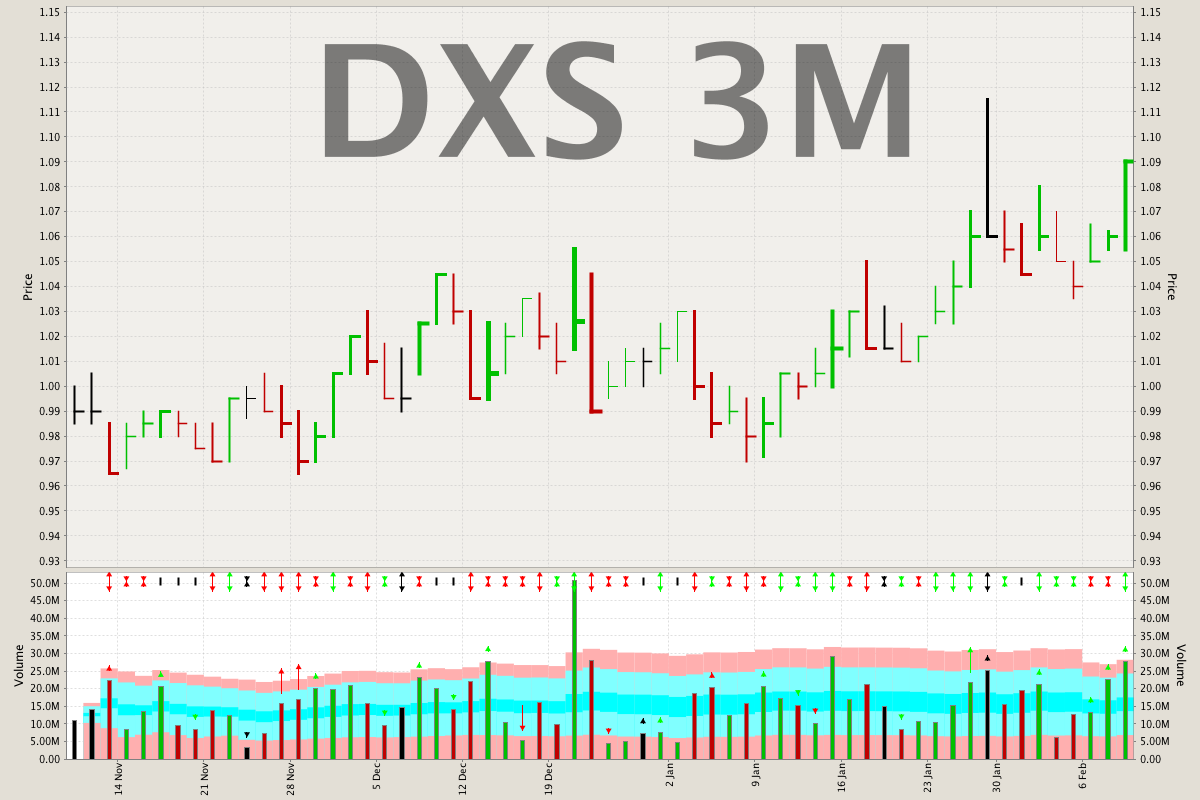 DXS 3M
1.15
1.14
1.13
1.12
1.11
1.10
1.09
1.08
1.07
1.06
1.05
1.04
1.03
1.02
1.01
1.00
0.99
0.98
0.97
0.96
0.95
0.94
0.93
Price
1.15
1.14
1.13
1.12
1.11
1.10
1.09
1.08
1.07
1.06
1.05
1.04
1.03
1.02
1.01
1.00
0.99
0.98
0.97
0.96
0.95
0.94
0.93
Price
50.0M
45.0M
40.0M
35.0M
30.0M
25.0M
20.0M
15.0M
10.0M
5.00M
0.00
Volume
50.0M
45.0M
40.0M
35.0M
30.0M
25.0M
20.0M
15.0M
10.0M
5.00M
0.00
Volume
14 Nov
21 Nov
28 Nov
5 Dec
12 Dec
19 Dec
2 Jan
9 Jan
16 Jan
23 Jan
30 Jan
6 Feb